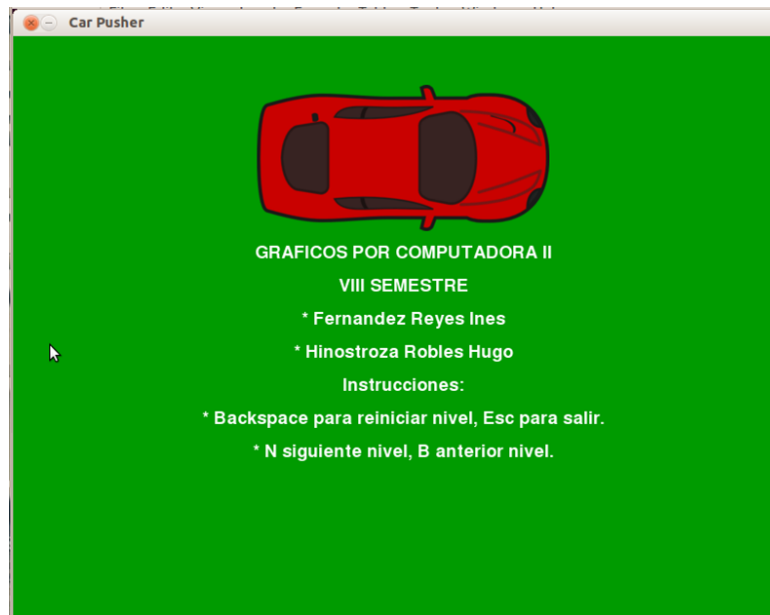 Car Pusher
GRAFICOS POR COMPUTADORA II
VIII SEMESTRE
* Fernandez Reyes Ines
* Hinostroza Robles Hugo
Instrucciones:
* Backspace para reiniciar nivel, Esc para salir.
* N siguiente nivel, B anterior nivel.